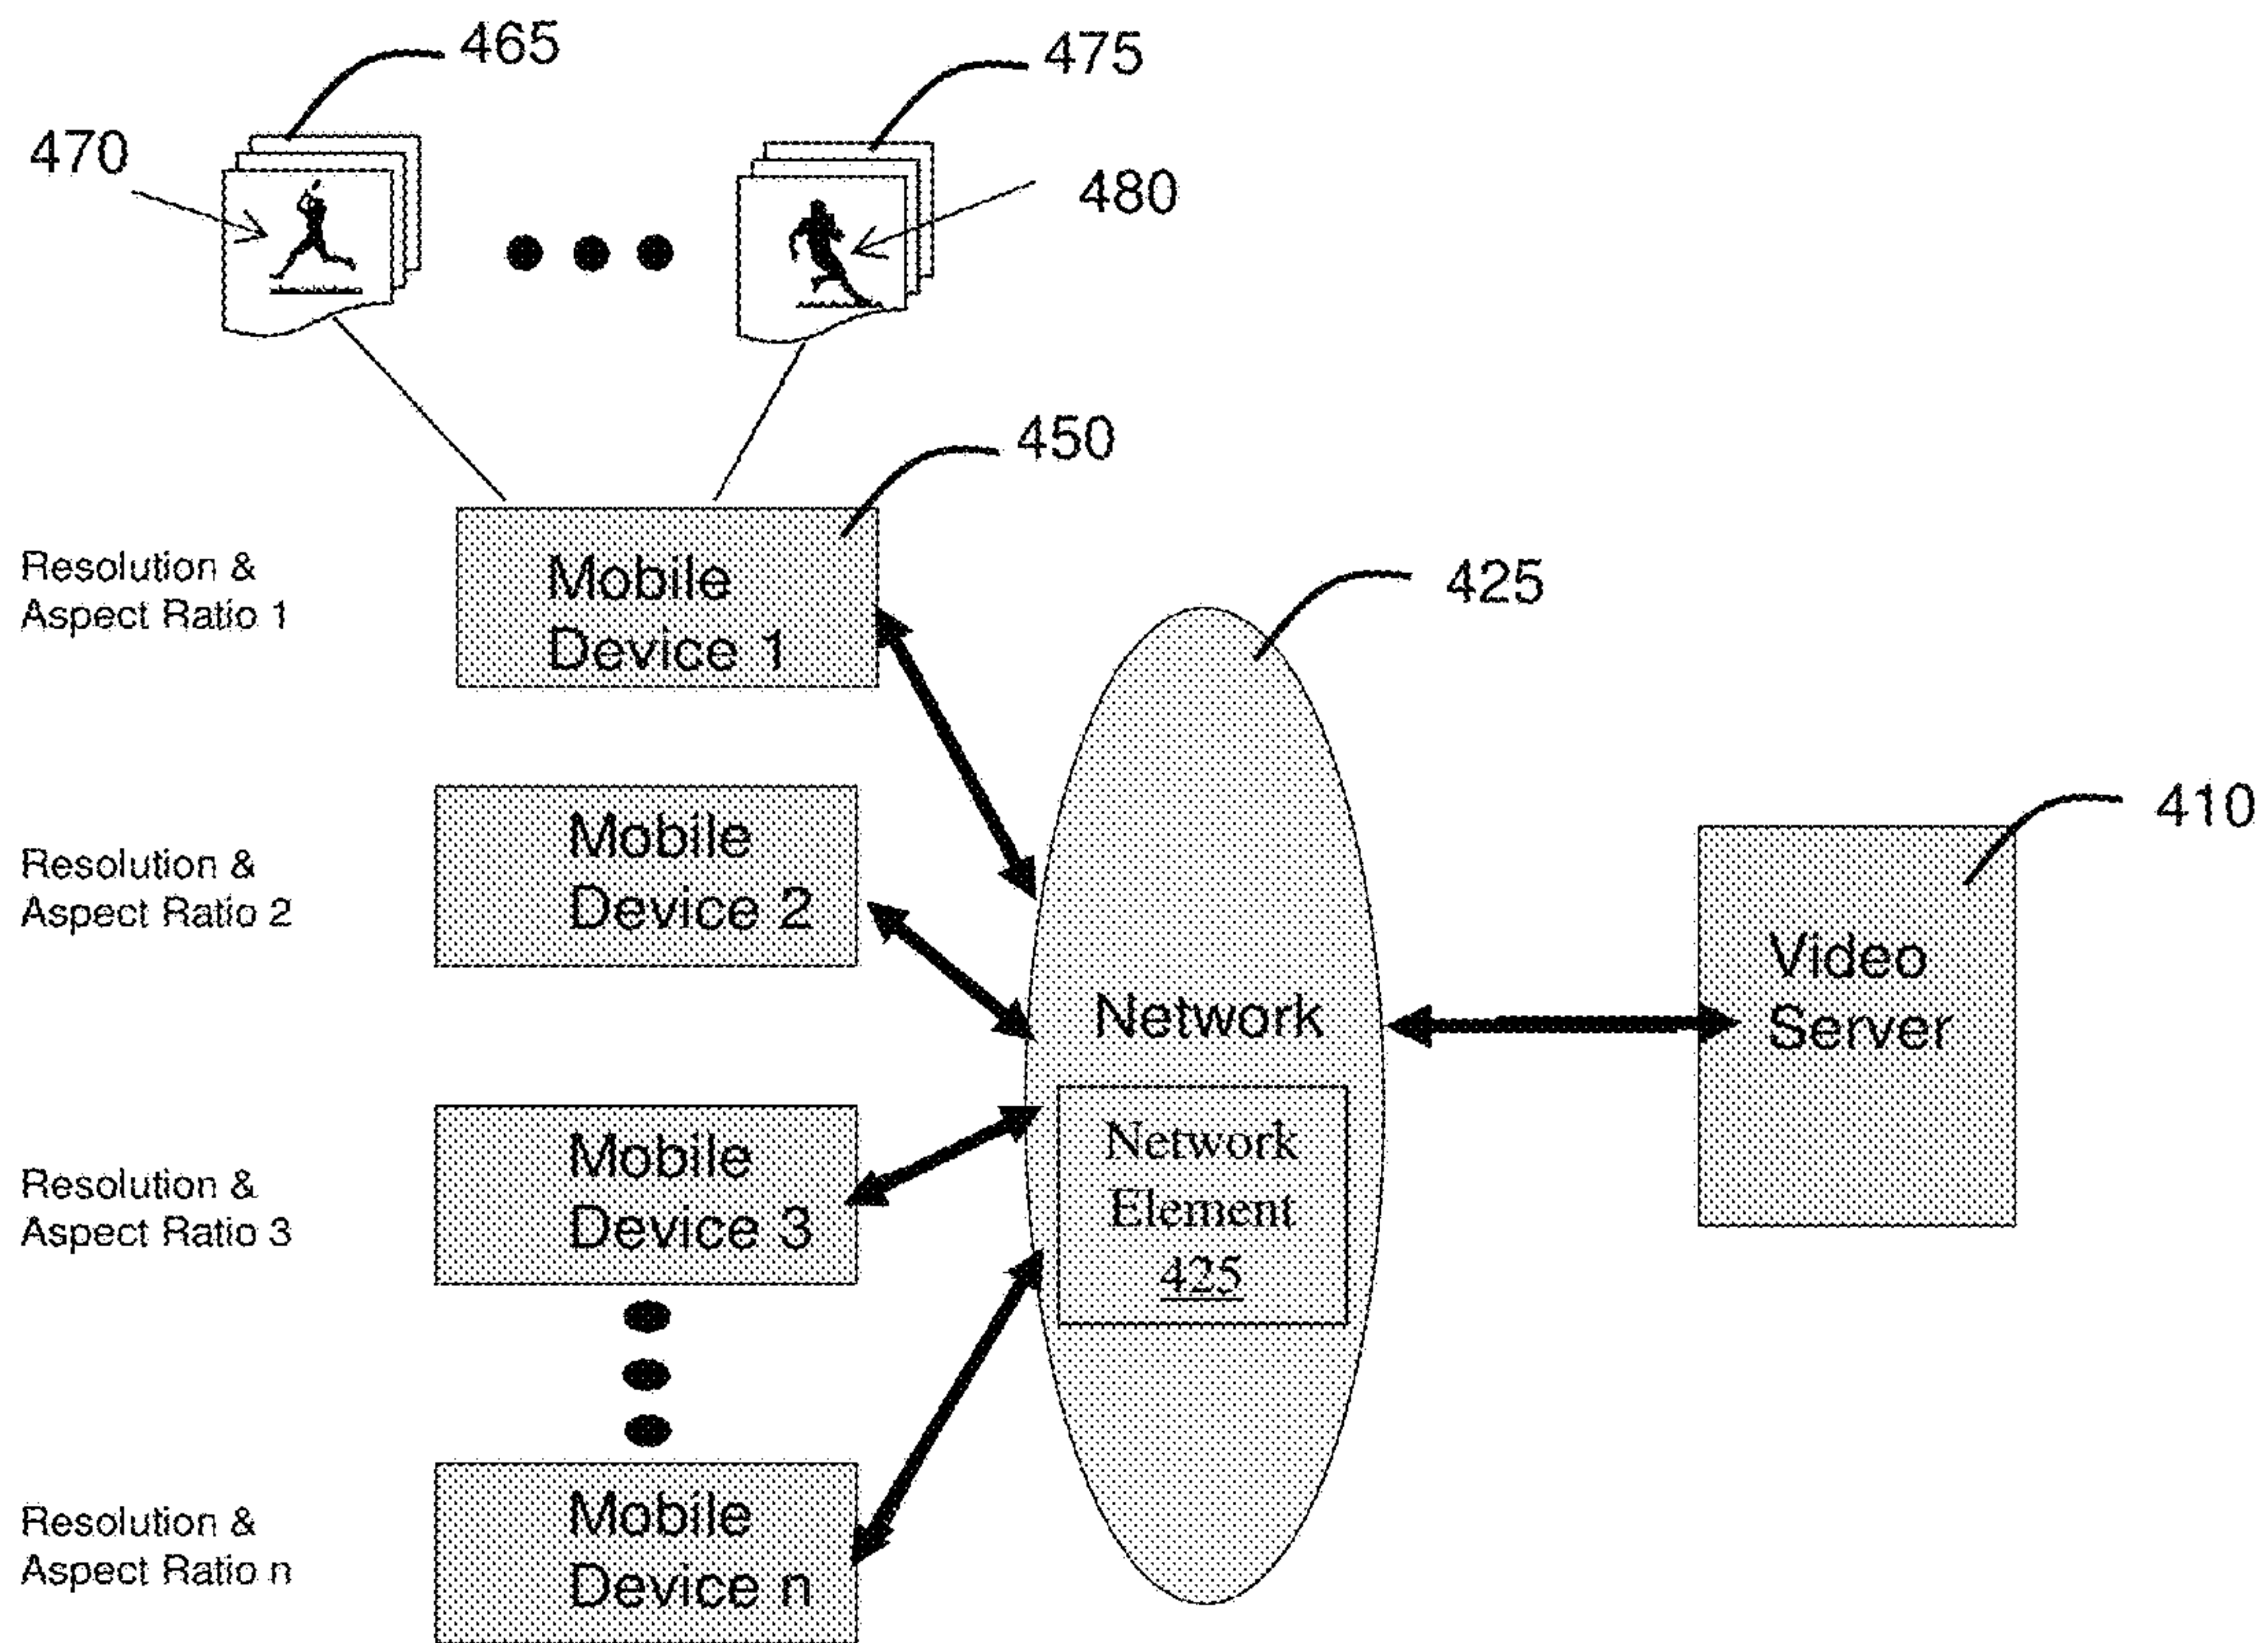 465
475
470
480
450
Resolution &
Aspect Ratio 1
Mobile
Device 1
425
410
Resolution &
Aspect Ratio 2
Mobile
Device 2
Network
Video
Server
Resolution &
Aspect Ratio 3
Mobile
Device 3
Network
Element
425
Resolution &
Aspect Ratio n
Mobile
Device n